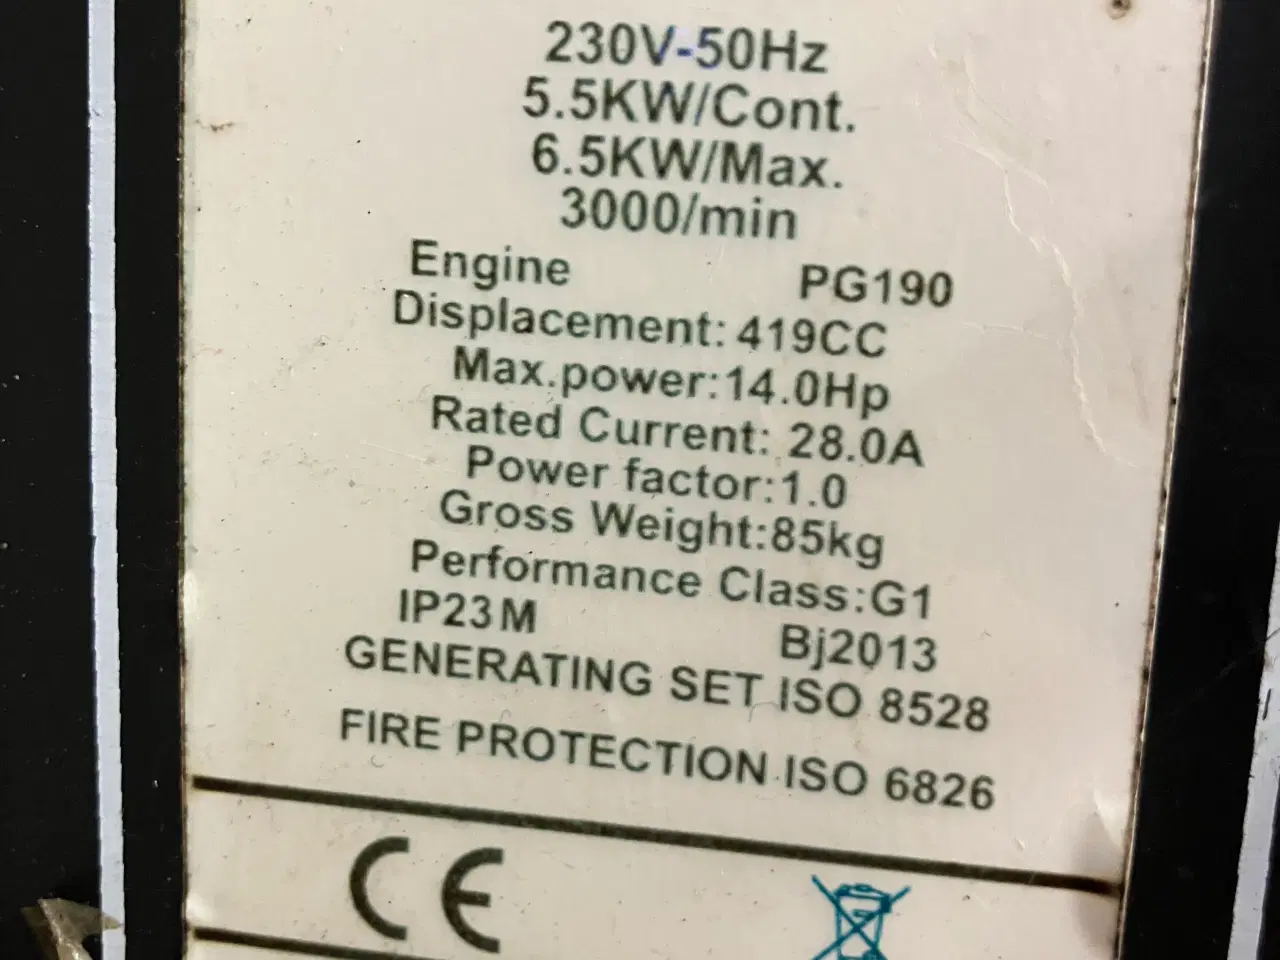 230V-50Hz
5.5KW/Cont.
6.5KW/Max.
3000/min
Engine PG190
Displacement: 419CC
Max.power:14.0Hp
Rated Current: 28.0A
Power factor:1.0
Gross Weight:85kg
Performance Class:G1
IP23M Bj2013
GENERATING SET ISO 8528
FIRE PROTECTION ISO 6826
CE